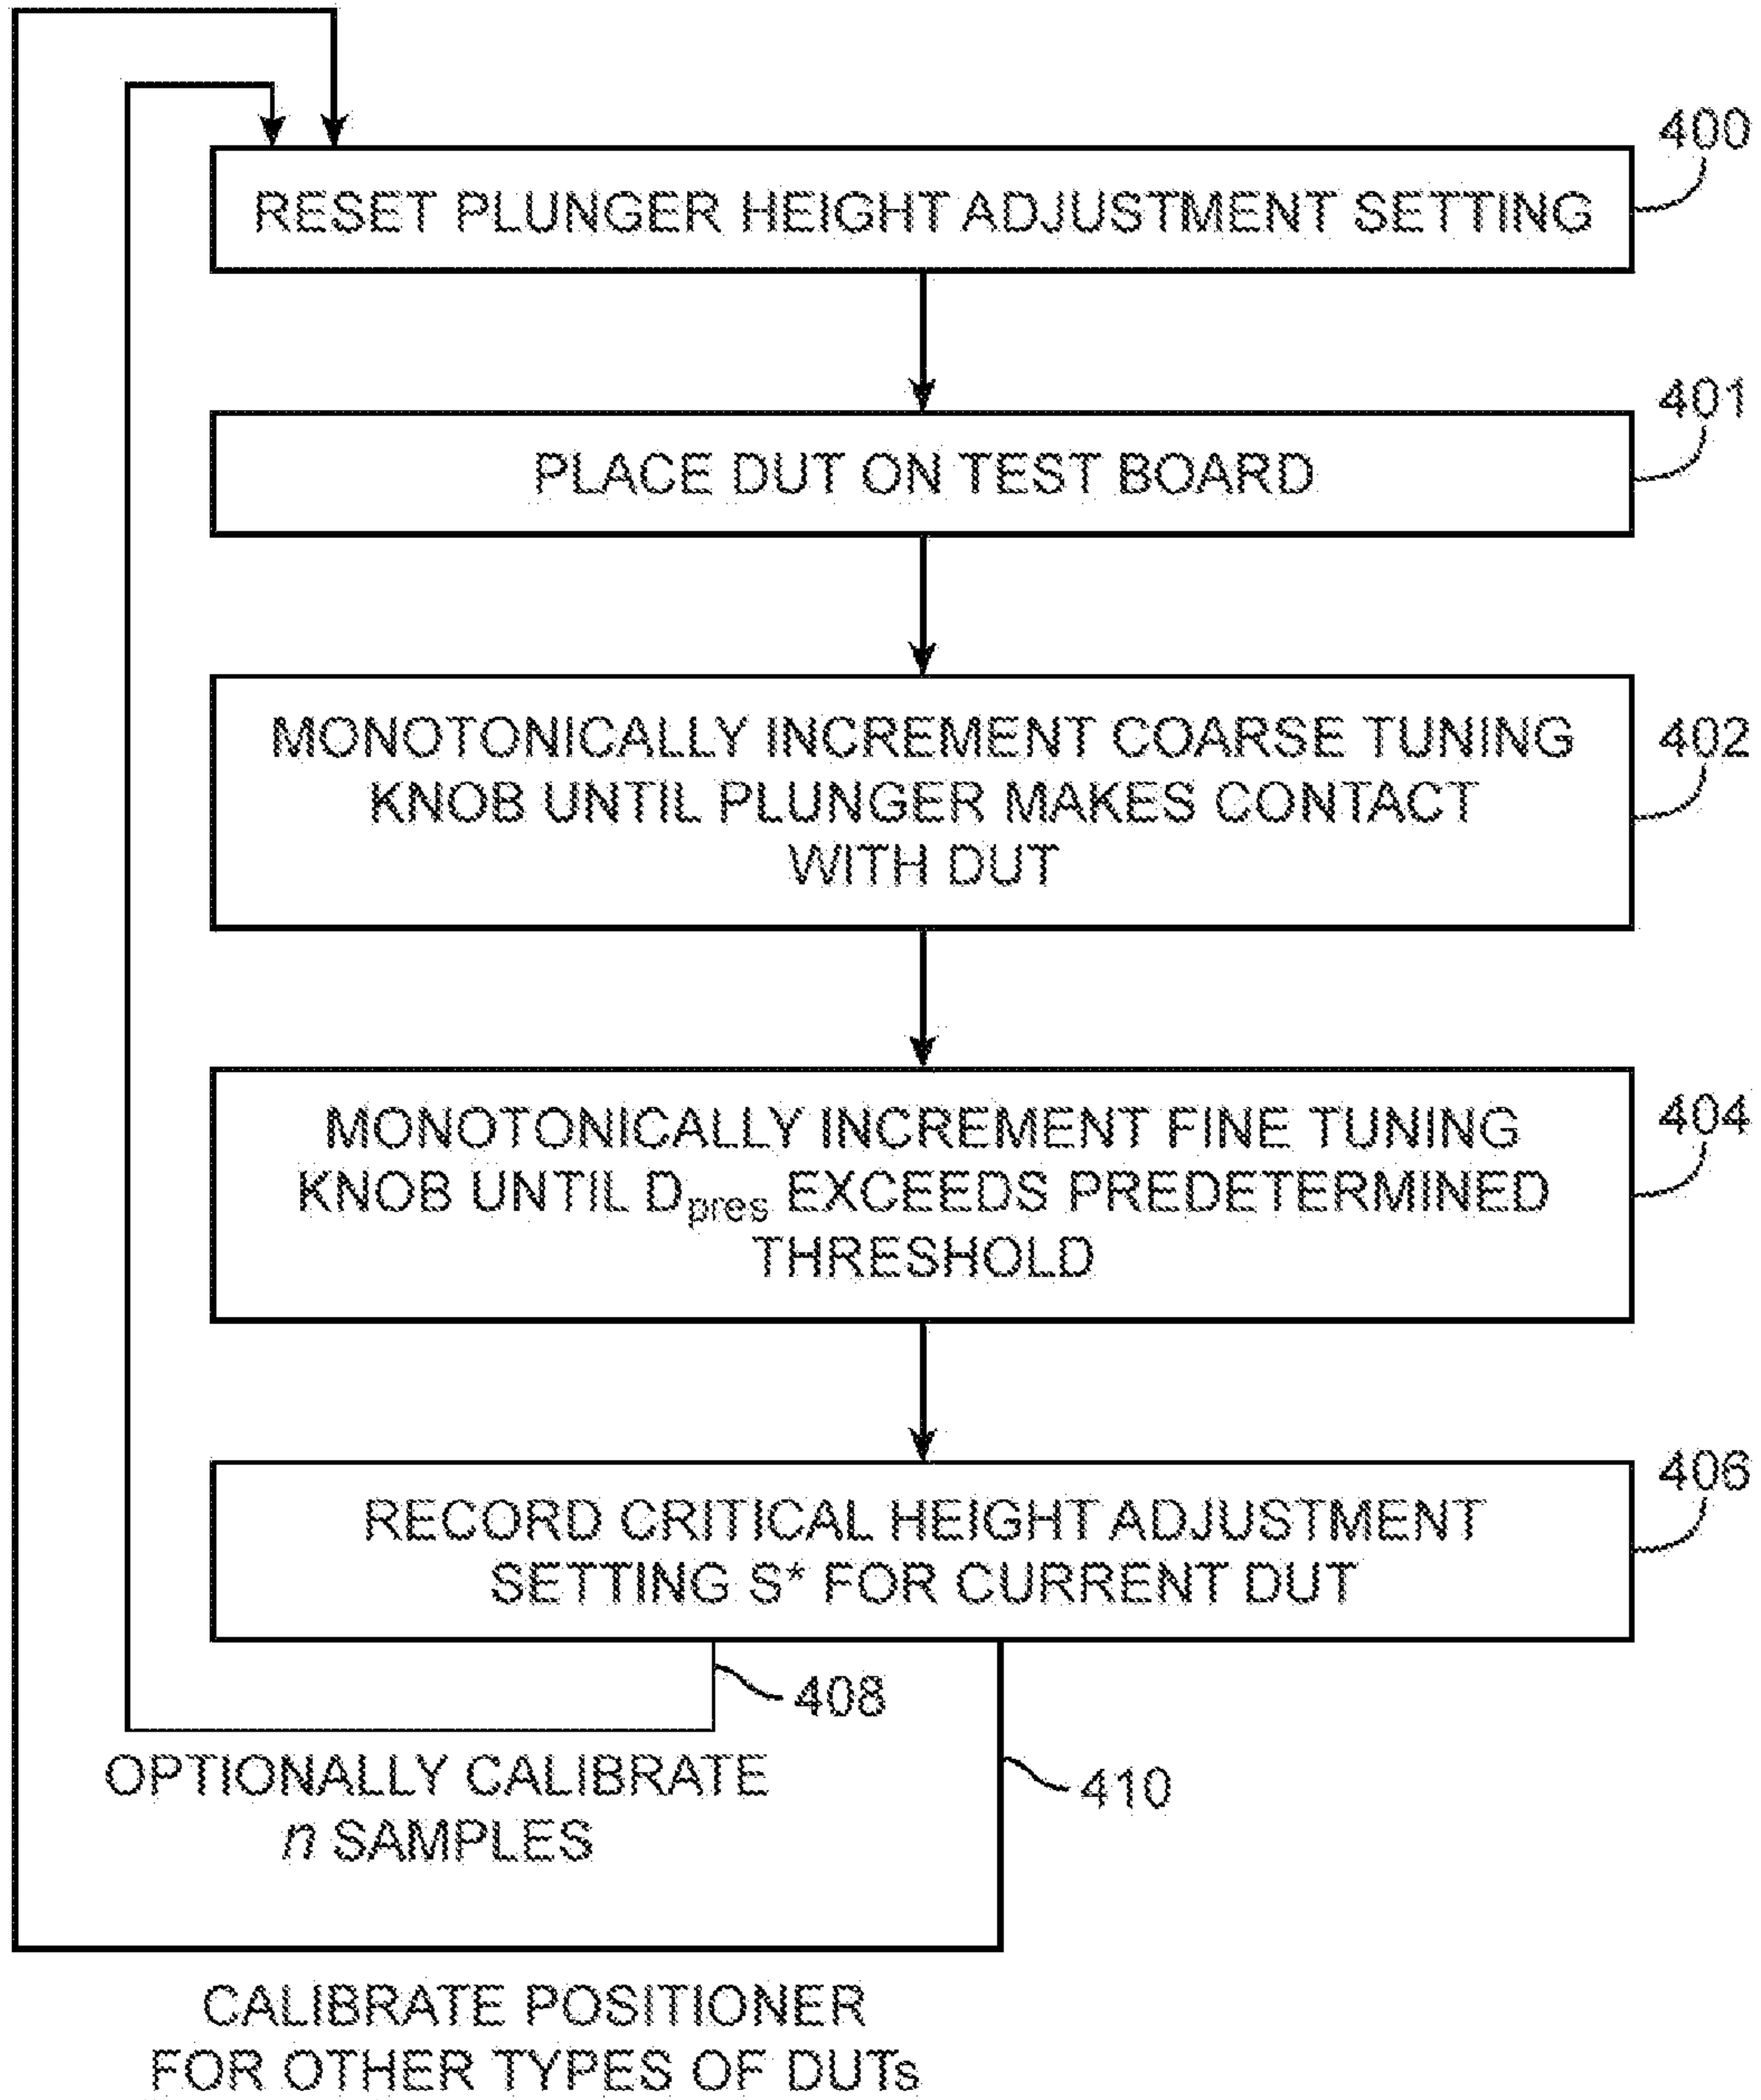 400
RESET PLUNGER HEIGHT ADJUSTMENT SETTING
401
PLACE DUT ON TEST BOARD
402
MONOTONICALLY INCREMENT COARSE TUNING
KNOB UNTIL PLUNGER MAKES CONTACT
WITH DUT
404
MONOTONICALLY INCREMENT FINE TUNING
KNOB UNTIL Dpres EXCEEDS PREDETERMINED
THRESHOLD
406
RECORD CRITICAL HEIGHT ADJUSTMENT
SETTING S* FOR CURRENT DUT
408
OPTIONALLY CALIBRATE
n SAMPLES
410
CALIBRATE POSITIONER
FOR OTHER TYPES OF DUTs